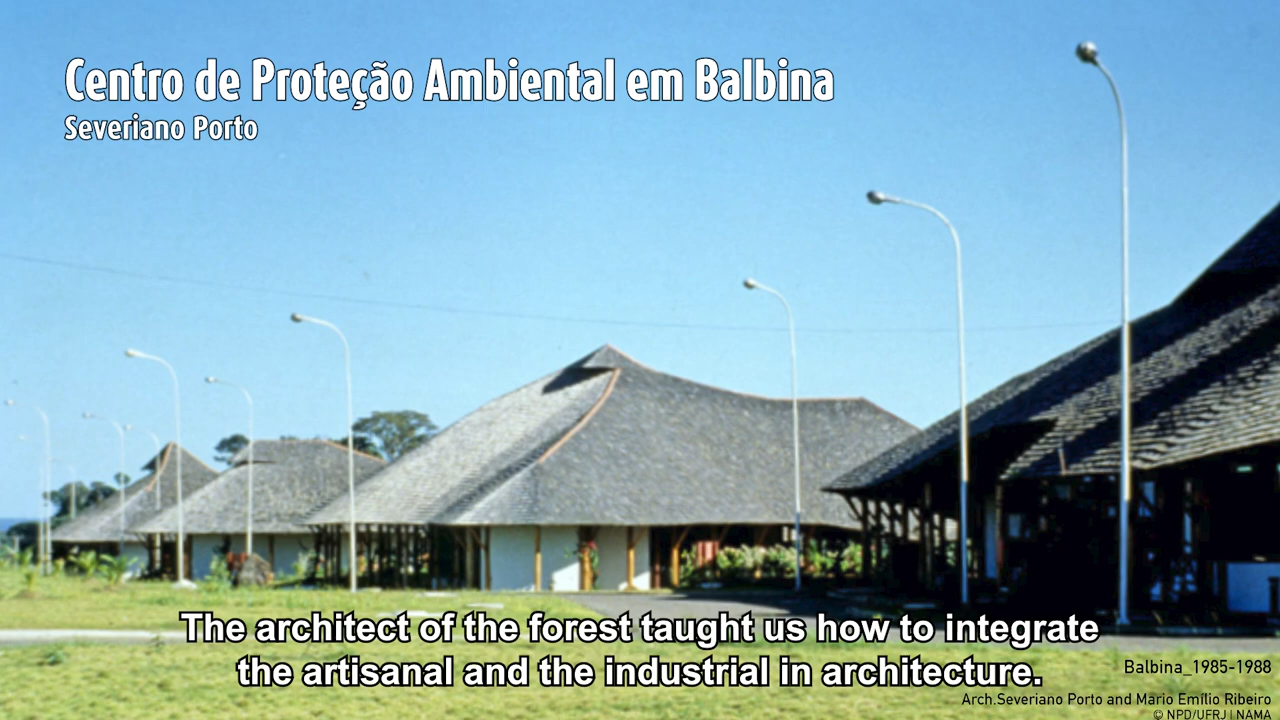 Centro de Proteção Ambiental em Balbina
Severiano Porto
The architect of the forest taught us how to integrate
the artisanal and the industrial in architecture.
Balbina_1985-1988
Arch.Severiano Porto and Mario Emílio Ribeiro
© NPD/UFRJ | NAMA